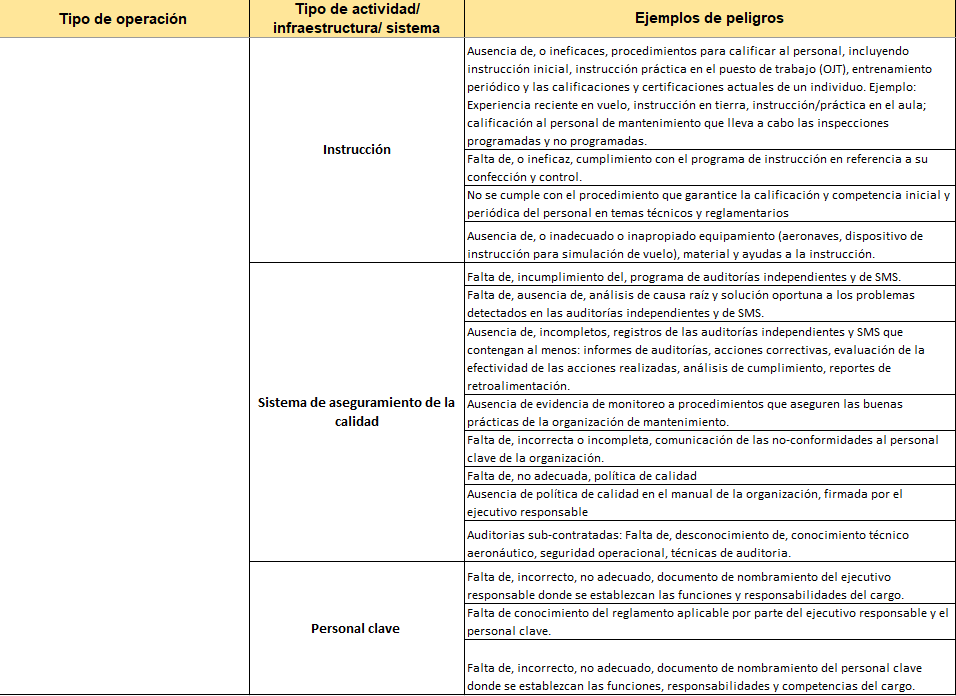 Tipo de operación
Tipo de actividad/
infraestructura/ sistema
Ejemplos de peligros
Instrucción
Ausencia de, o ineficaces, procedimientos para calificar al personal, incluyendo
instrucción inicial, instrucción práctica en el puesto de trabajo (OJT), entrenamiento
periódico y las calificaciones y certificaciones actuales de un individuo. Ejemplo:
Experiencia reciente en vuelo, instrucción en tierra, instrucción/práctica en el aula;
calificación al personal de mantenimiento que lleva a cabo las inspecciones
programadas y no programadas.
Falta de, o ineficaz, cumplimiento con el programa de instrucción en referencia a su
confección y control.
No se cumple con el procedimiento que garantice la calificación y competencia inicial y
periódica del personal en temas técnicos y reglamentarios
Ausencia de, o inadecuado o inapropiado equipamiento (aeronaves, dispositivo de
instrucción para simulación de vuelo), material y ayudas a la instrucción.
Sistema de aseguramiento de la
calidad
Falta de, incumplimiento del, programa de auditorías independientes y de SMS.
Falta de, ausencia de, análisis de causa raíz y solución oportuna a los problemas
detectados en las auditorías independientes y de SMS.
Ausencia de, incompletos, registros de las auditorías independientes y SMS que
contengan al menos: informes de auditorías, acciones correctivas, evaluación de la
efectividad de las acciones realizadas, análisis de cumplimiento, reportes de
retroalimentación.
Ausencia de evidencia de monitoreo a procedimientos que aseguren las buenas
prácticas de la organización de mantenimiento.
Falta de, incorrecta o incompleta, comunicación de las no-conformidades al personal
clave de la organización.
Falta de, no adecuada, política de calidad
Ausencia de política de calidad en el manual de la organización, firmada por el
ejecutivo responsable
Auditorias sub-contratadas: Falta de, desconocimiento de, conocimiento técnico
aeronáutico, seguridad operacional, técnicas de auditoria.
Personal clave
Falta de, incorrecto, no adecuado, documento de nombramiento del ejecutivo
responsable donde se establezcan las funciones y responsabilidades del cargo.
Falta de conocimiento del reglamento aplicable por parte del ejecutivo responsable y el
personal clave.
Falta de, incorrecto, no adecuado, documento de nombramiento del personal clave
donde se establezcan las funciones, responsabilidades y competencias del cargo.